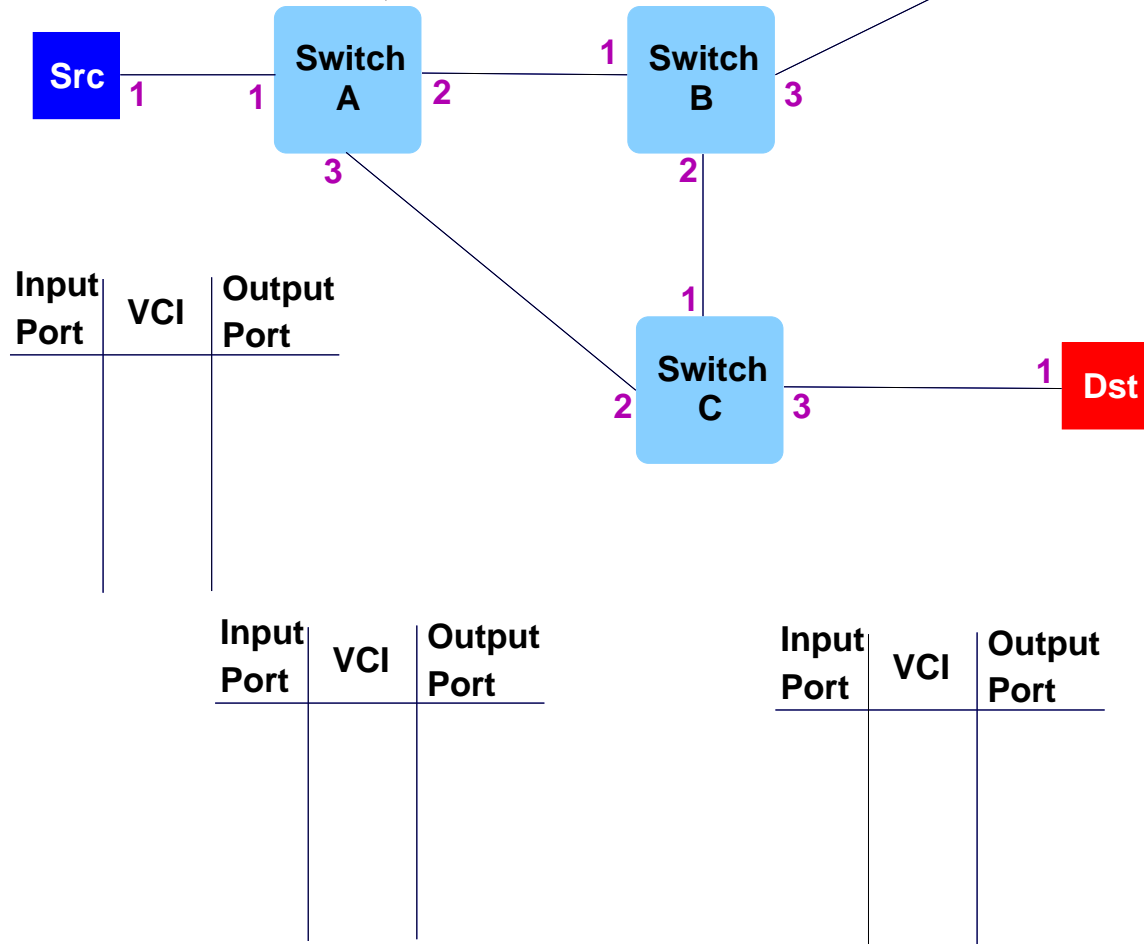 Src
1
1
Switch
A
2
3
1
Switch
B
3
2
1
2
Switch
C
3
1
Dst
Input
Port
VCI
Output
Port
Input
Port
VCI
Output
Port
Input
Port
VCI
Output
Port